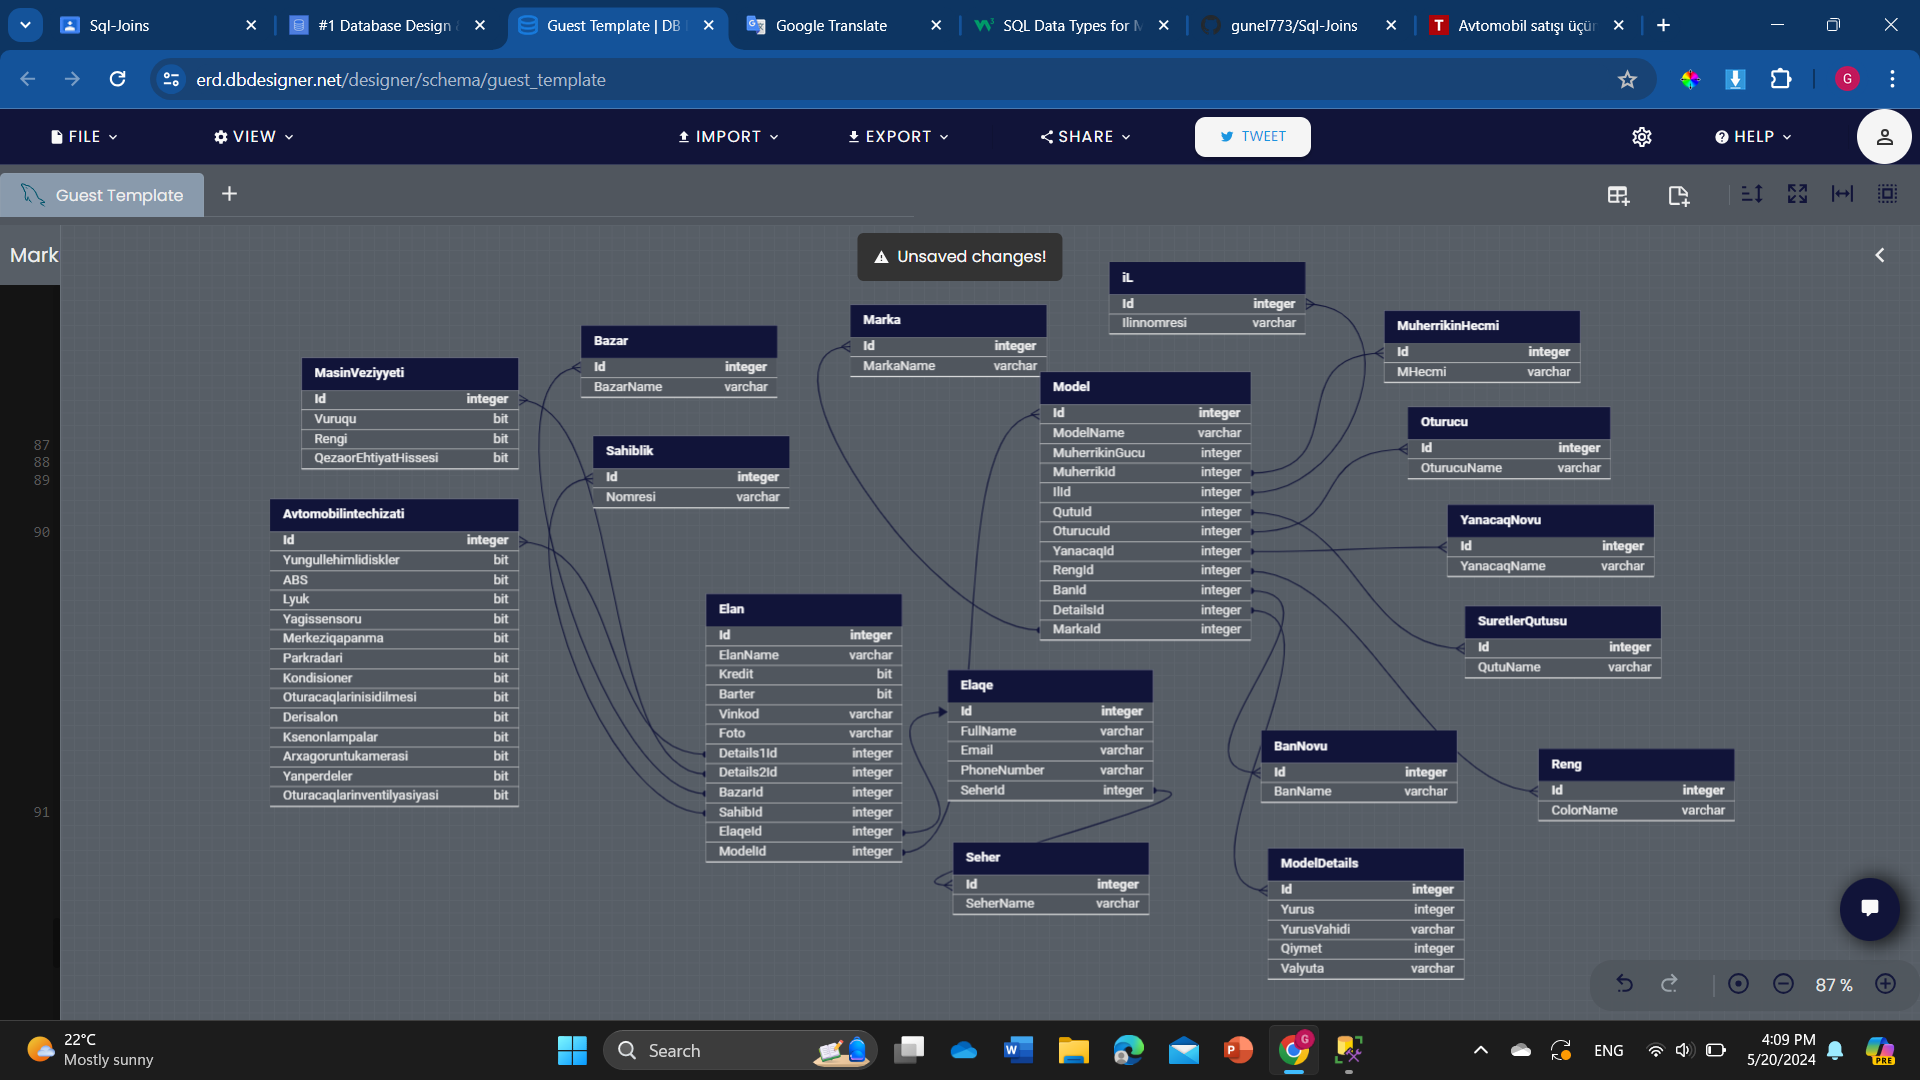 Sql-Joins
#1 Database Design
Guest Template | DB
Google Translate
SQL Data Types for M
gunel773/Sql-Joins
Avtomobil satışı üçün
erd.dbdesigner.net/designer/schema/guest_template
G
FILE
VIEW
IMPORT
EXPORT
SHARE
TWEET
HELP
Guest Template
Mark
Unsaved changes!
87
88
89
90
91
MasinVeziyyeti
Id integer
Vuruqu bit
Rengi bit
QezaorEhtiyatHissesi bit
Avtomobilintechizati
Id integer
Yungullehimlidiskler bit
ABS bit
Lyuk bit
Yagissensoru bit
Merkeziqapanma bit
Parkradari bit
Kondisioner bit
Oturacaqlarinisidilmesi bit
Derisalon bit
Ksenonlampalar bit
Arxagoruntukamerasi bit
Yanperdeler bit
Oturacaqlarinventilyasiyasi bit
Bazar
Id integer
BazarName varchar
Sahiblik
Id integer
Nomresi varchar
Elan
Id integer
ElanName varchar
Kredit bit
Barter bit
Vinkod varchar
Foto varchar
Details1Id integer
Details2Id integer
BazarId integer
SahibId integer
ElaqeId integer
ModelId integer
Marka
Id integer
MarkaName varchar
iL
Id integer
Ilinnomresi varchar
Model
Id integer
ModelName varchar
MuherrikinGucu integer
MuherrikId integer
IlId integer
QutuId integer
OturucuId integer
YanacaqId integer
RengId integer
BanId integer
DetailsId integer
MarkaId integer
Elaqe
Id integer
FullName varchar
Email varchar
PhoneNumber varchar
SeherId integer
Seher
Id integer
SeherName varchar
MuherrikinHecmi
Id integer
MHecmi varchar
Oturucu
Id integer
OturucuName varchar
YanacaqNovu
Id integer
YanacaqName varchar
SuretlerQutusu
Id integer
QutuName varchar
BanNovu
Id integer
BanName varchar
Reng
Id integer
ColorName varchar
ModelDetails
Id integer
Yurus integer
YurusVahidi varchar
Qiymet integer
Valyuta varchar
87 %
22°C
Mostly sunny
Search
ENG
4:09 PM
5/20/2024
PRE